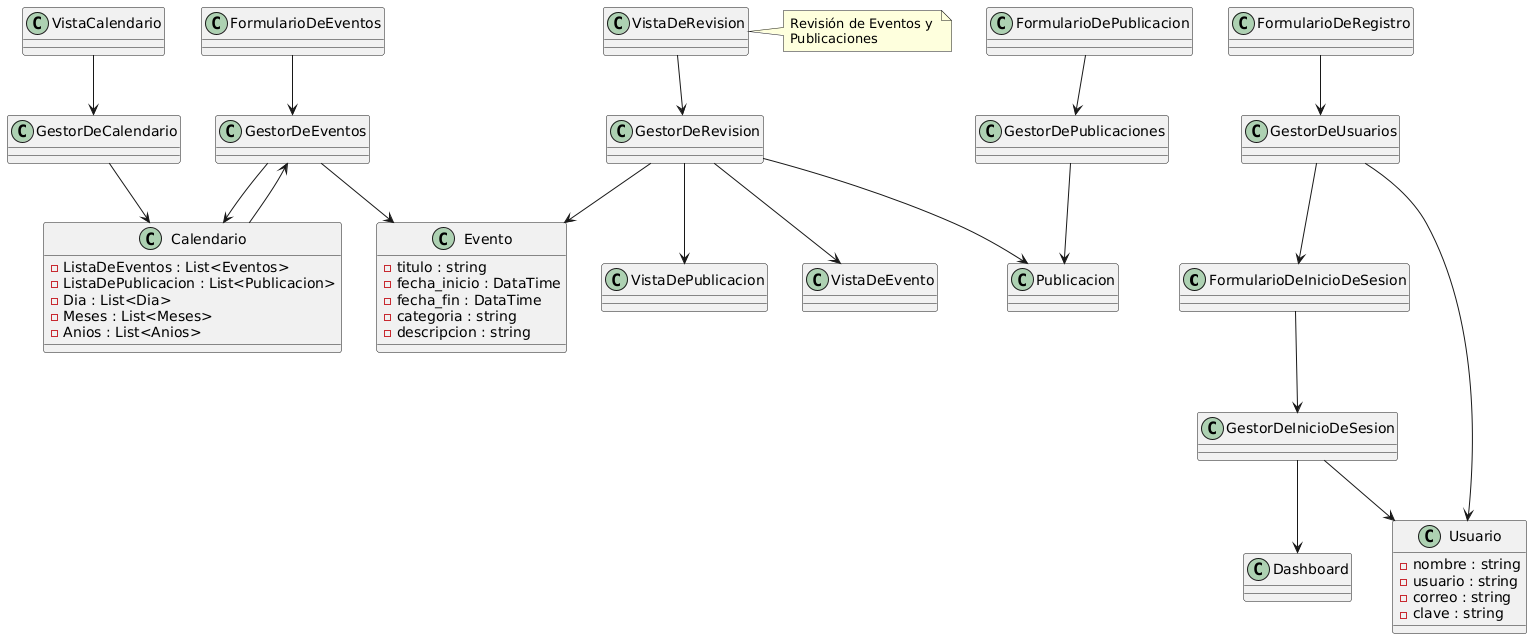 VistaCalendario
FormularioDeEventos
VistaDeRevision
Revisión de Eventos y
Publicaciones
FormularioDePublicacion
FormularioDeRegistro
GestorDeCalendario
GestorDeEventos
GestorDeRevision
GestorDePublicaciones
GestorDeUsuarios
Calendario
ListaDeEventos : List<Eventos>
ListaDePublicacion : List<Publicacion>
Dia : List<Dia>
Meses : List<Meses>
Anios : List<Anios>
Evento
titulo : string
fecha_inicio : DataTime
fecha_fin : DataTime
categoria : string
descripcion : string
VistaDePublicacion
VistaDeEvento
Publicacion
FormularioDeInicioDeSesion
GestorDeInicioDeSesion
Dashboard
Usuario
nombre : string
usuario : string
correo : string
clave : string